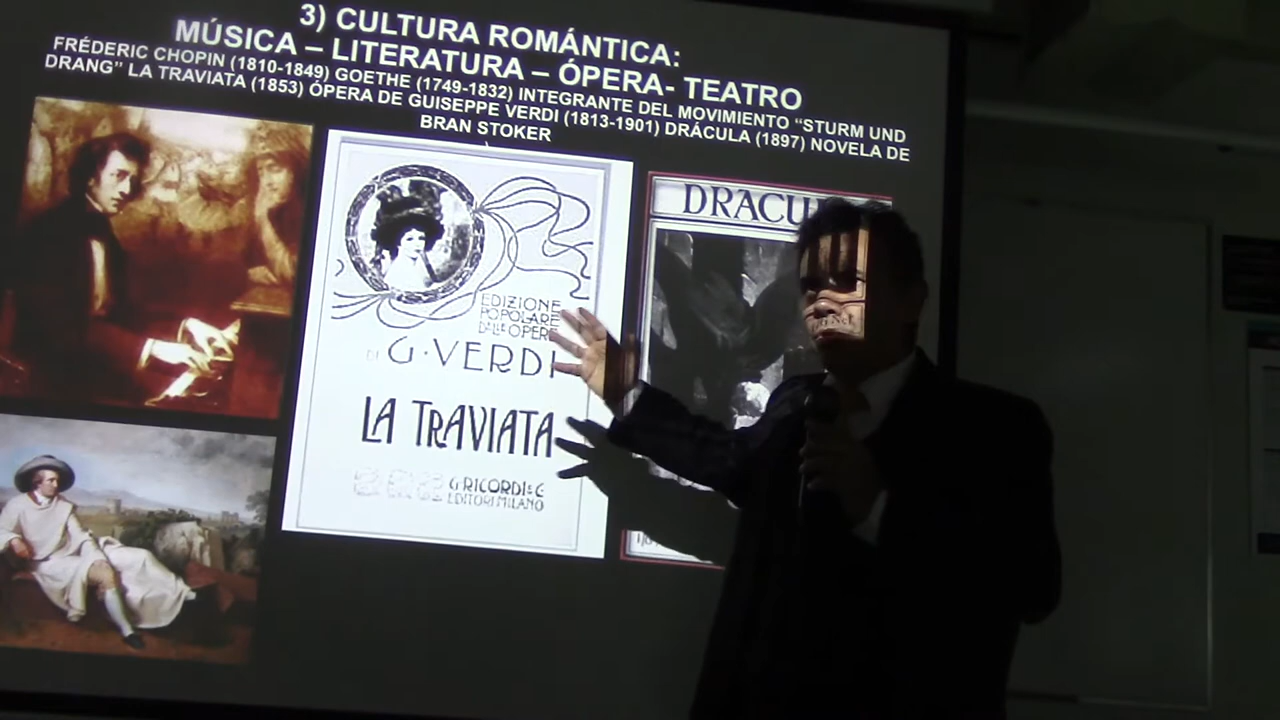 3) CULTURA ROMÁNTICA:
MÚSICA – LITERATURA – ÓPERA- TEATRO
FRÉDERIC CHOPIN (1810-1849) GOETHE (1749-1832) INTEGRANTE DEL MOVIMIENTO “STURM UND
DRANG” LA TRAVIATA (1853) ÓPERA DE GUISEPPE VERDI (1813-1901) DRÁCULA (1897) NOVELA DE
BRAN STOKER
EDIZIONE
POPOLARE
DALLE OPERE
DI G·VERDI
LA TRAVIATA
G. RICORDI & C
EDITORI MILANO
DRACU